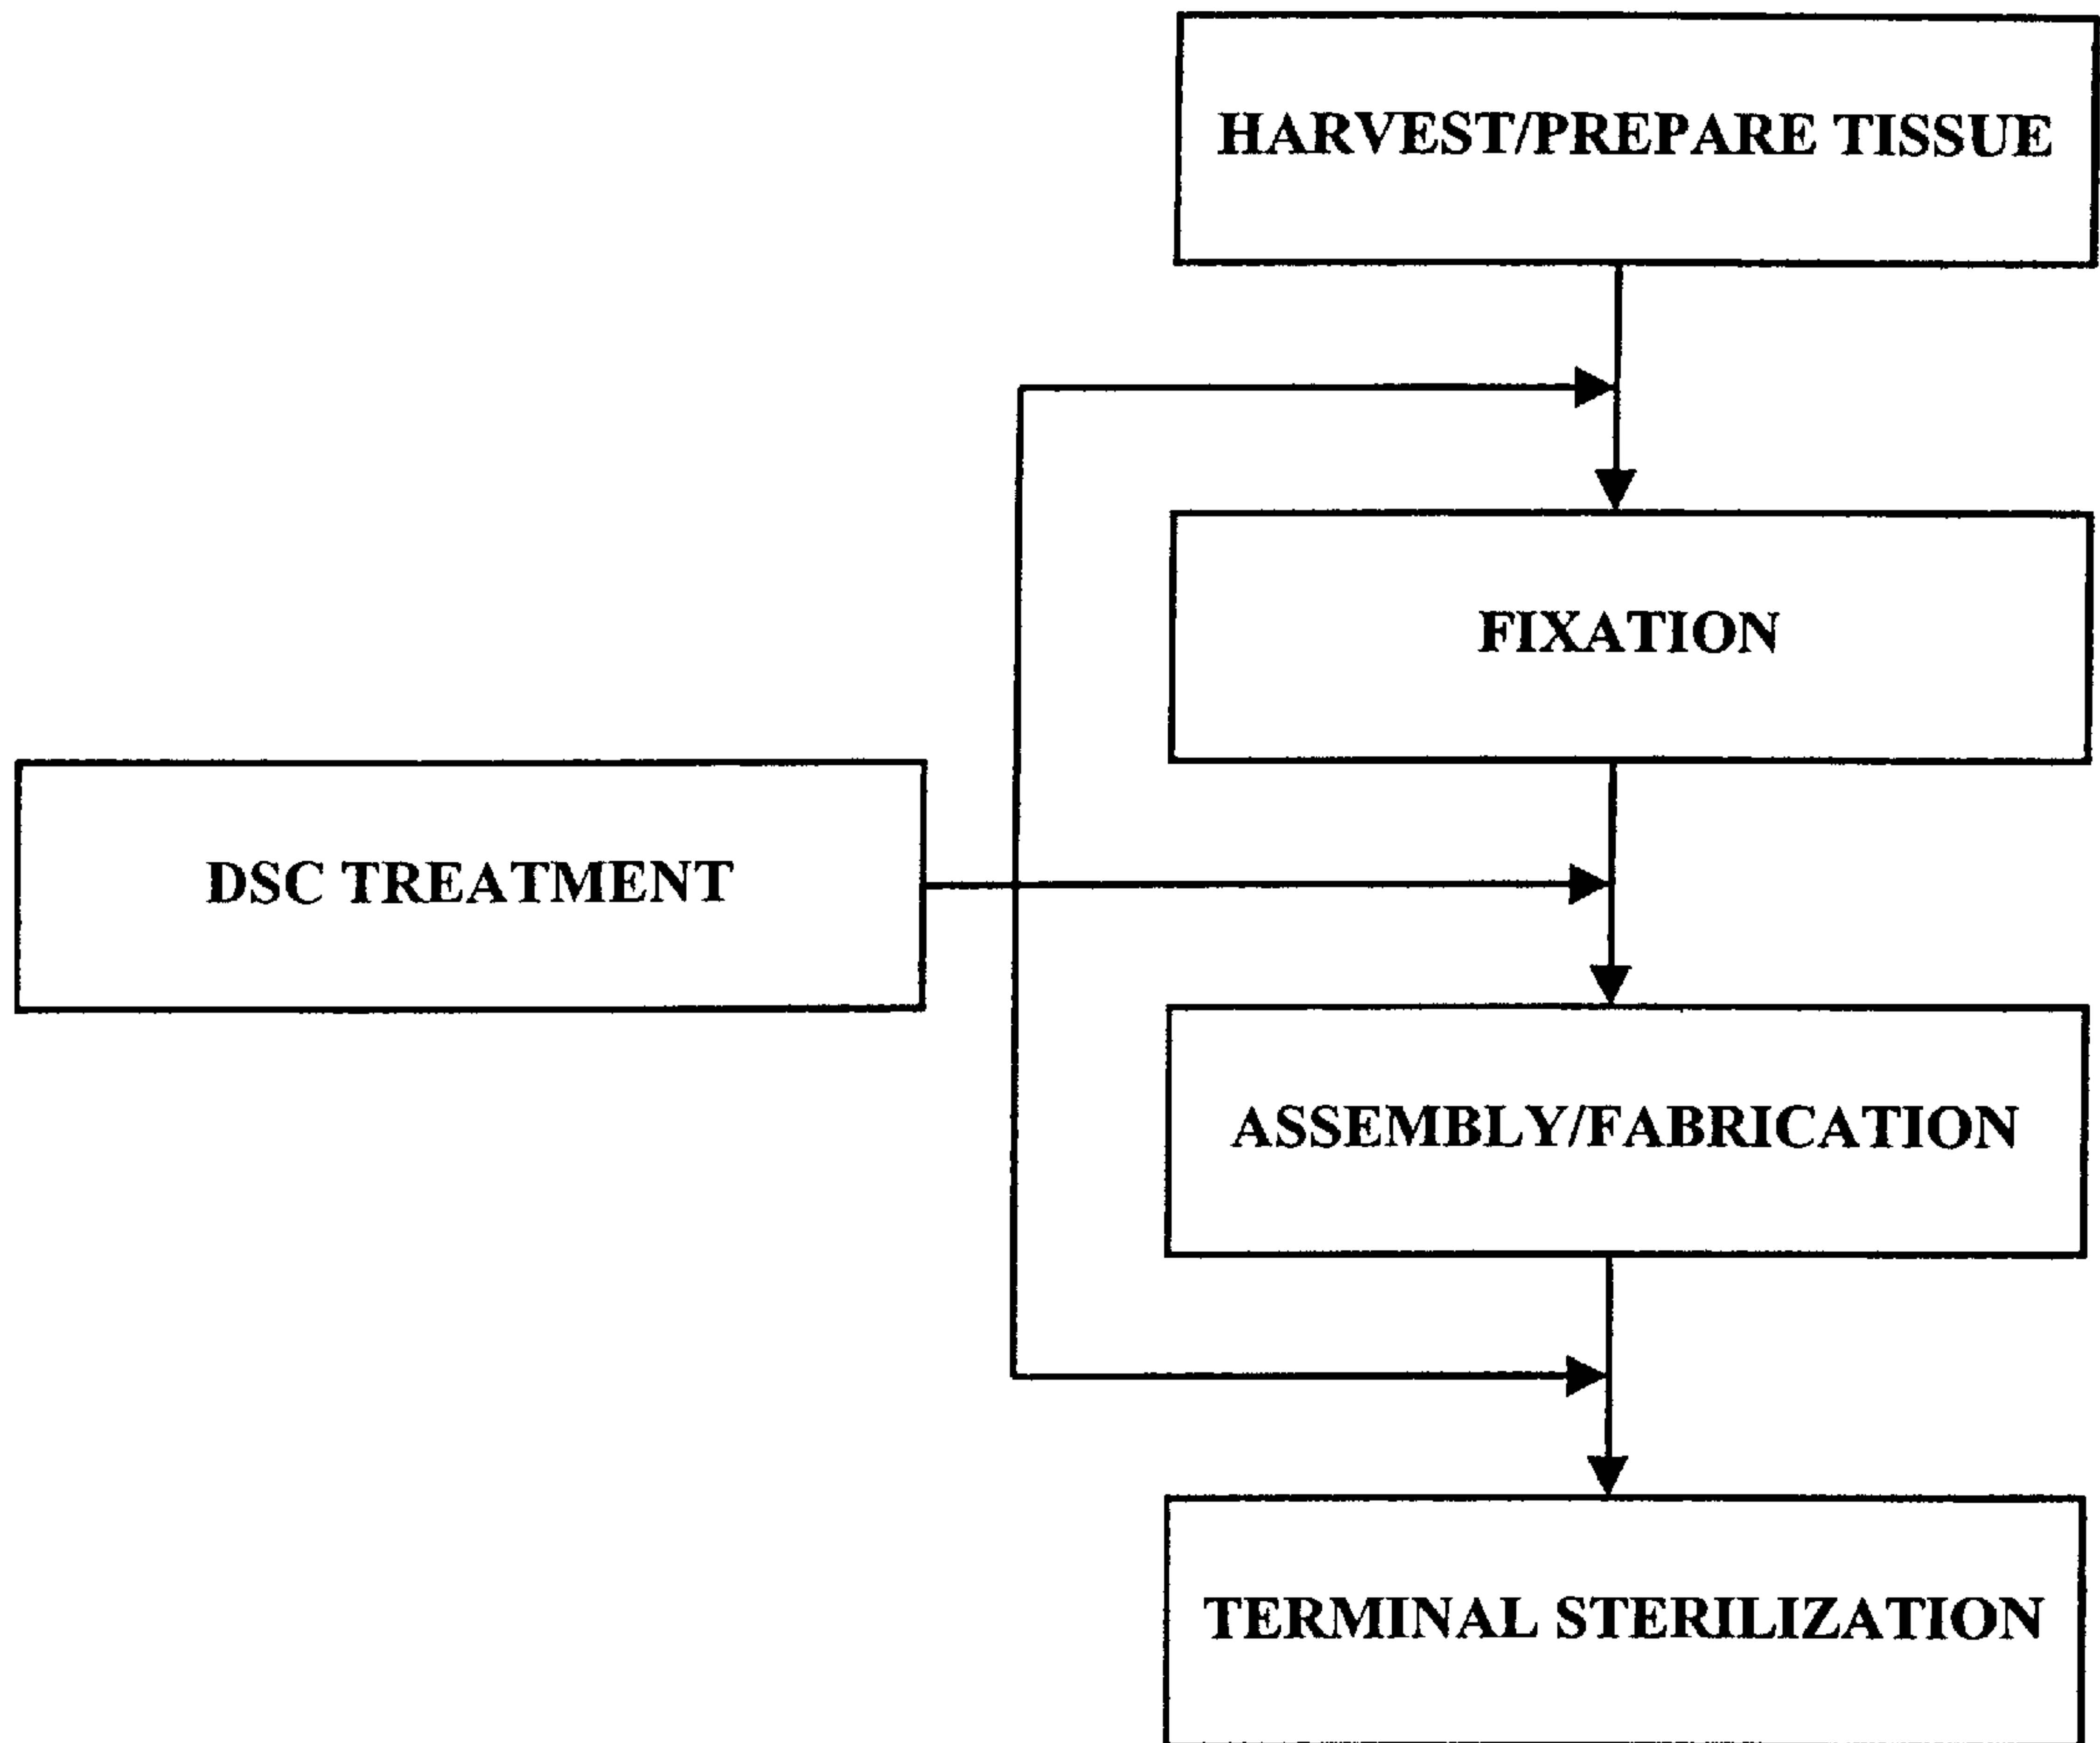 HARVEST/PREPARE TISSUE
FIXATION
DSC TREATMENT
ASSEMBLY/FABRICATION
TERMINAL STERILIZATION